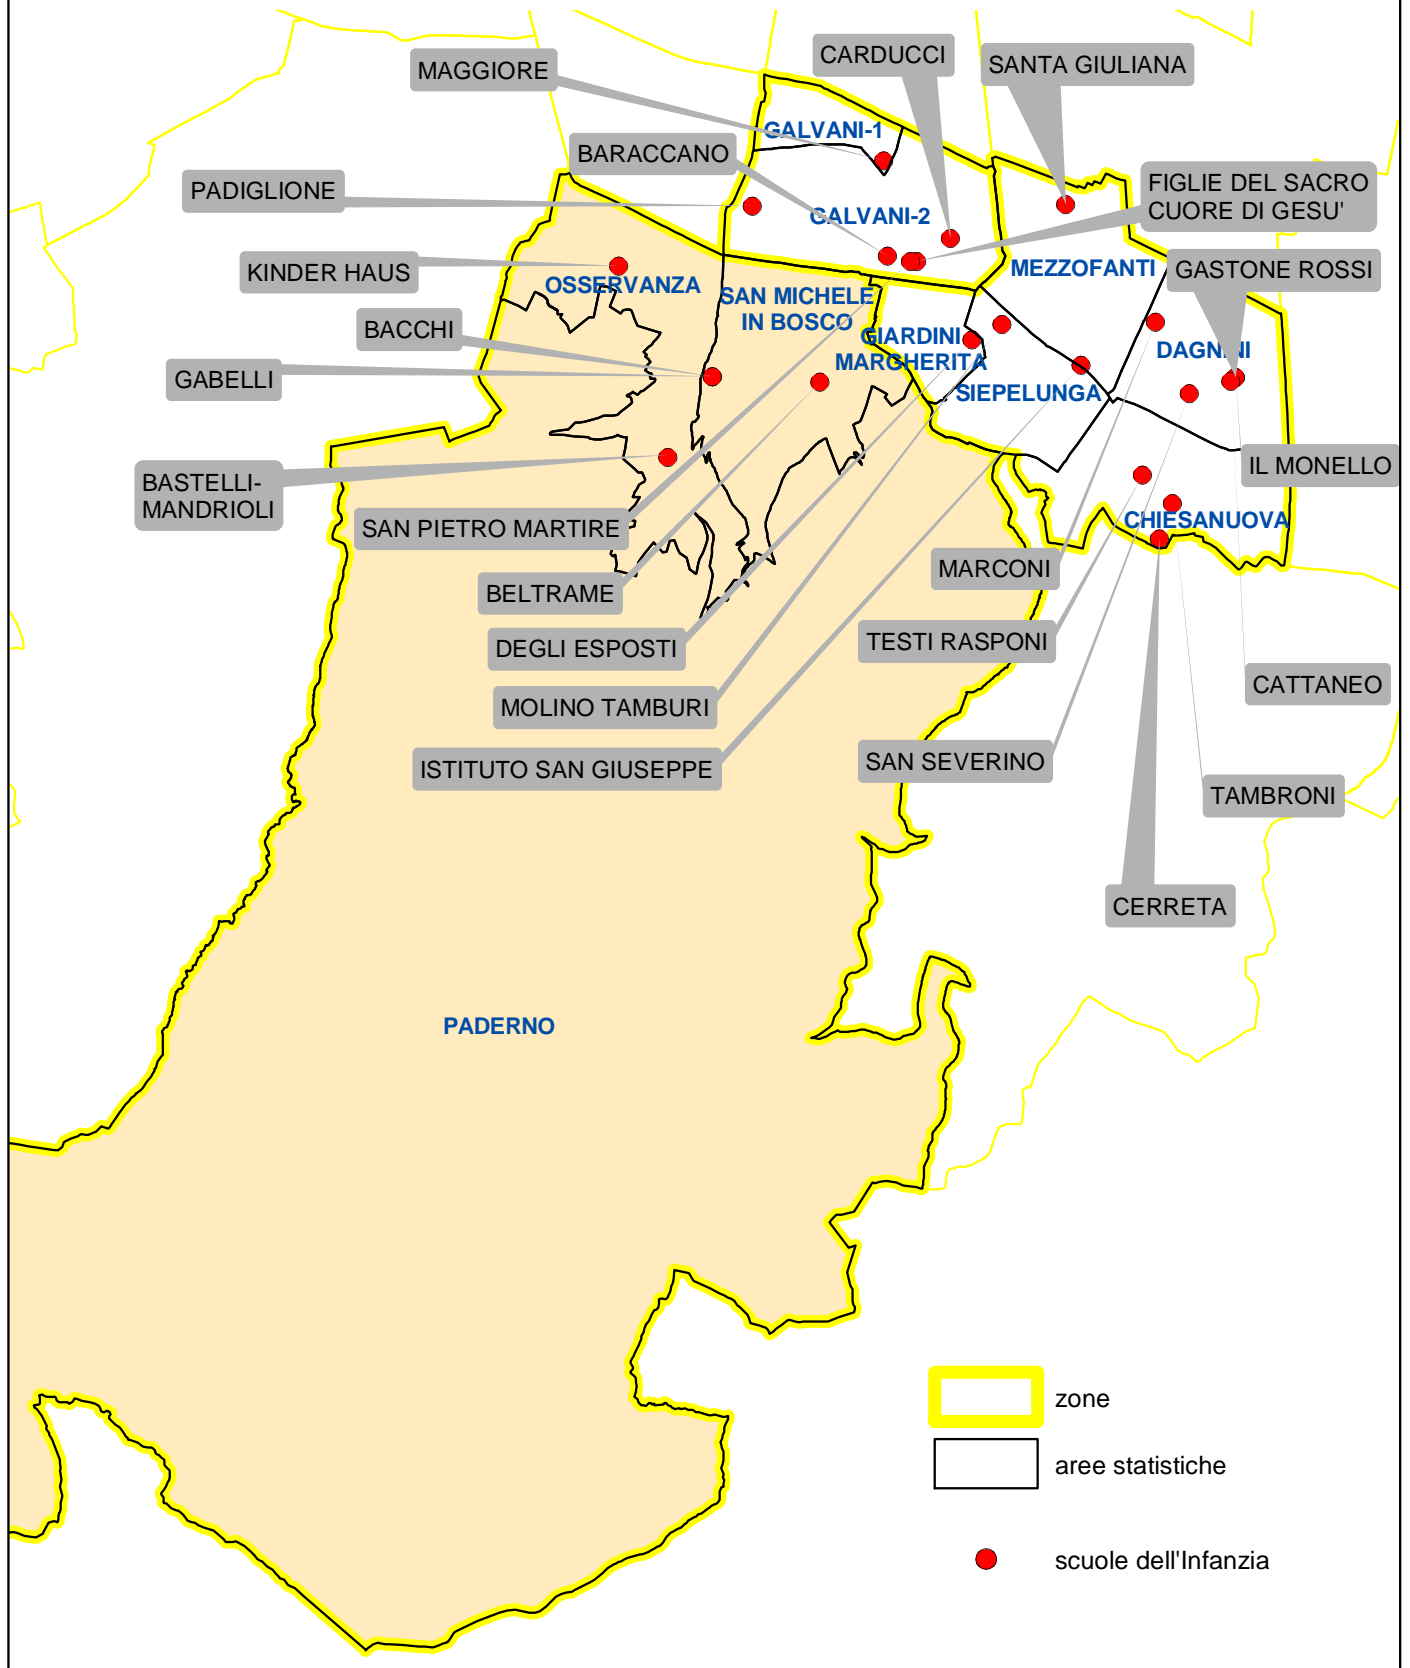 CARDUCCI
SANTA GIULIANA
MAGGIORE
GALVANI-1
BARACCANO
FIGLIE DEL SACRO
CUORE DI GESU'
PADIGLIONE
GALVANI-2
MEZZOFANTI
GASTONE ROSSI
KINDER HAUS
OSSERVANZA
SAN MICHELE
IN BOSCO
BACCHI
GIARDINI
MARGHERITA
DAGNINI
GABELLI
SIEPELUNGA
IL MONELLO
BASTELLI-
MANDRIOLI
SAN PIETRO MARTIRE
CHIESANUOVA
MARCONI
BELTRAME
DEGLI ESPOSTI
TESTI RASPONI
CATTANEO
MOLINO TAMBURI
ISTITUTO SAN GIUSEPPE
SAN SEVERINO
TAMBRONI
CERRETA
PADERNO
zone
aree statistiche
scuole dell'Infanzia